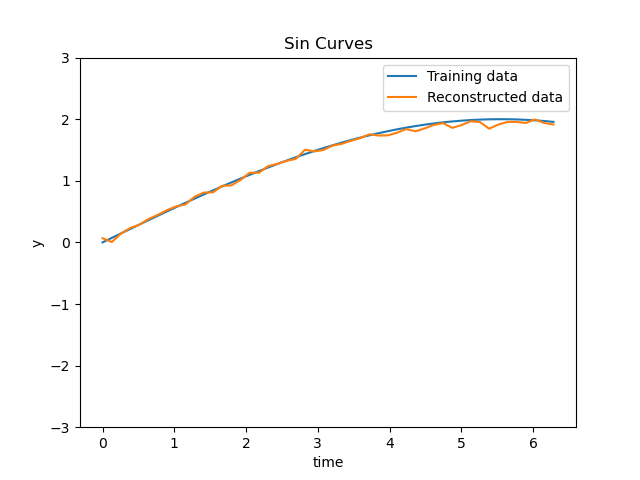 Sin Curves
Training data
Reconstructed data
3
2
1
0
−1
−2
−3
y
0 1 2 3 4 5 6
time